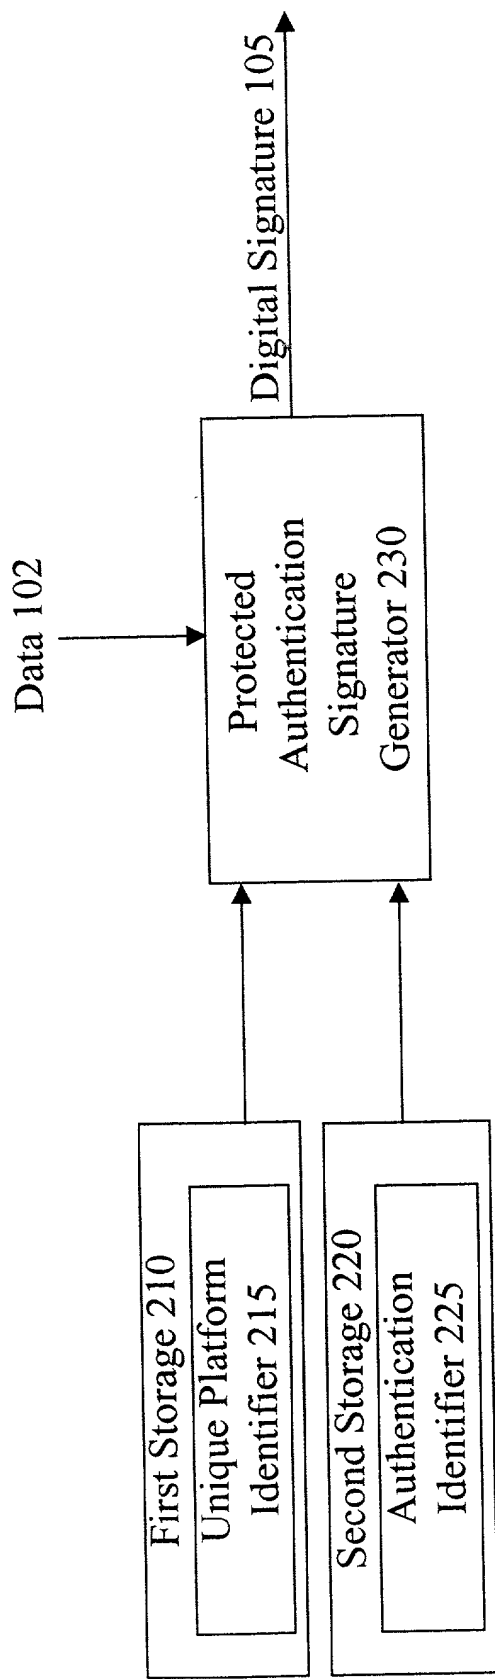 Data 102
Digital Signature 105
Protected
Authentication
Signature
Generator 230
First Storage 210
Unique Platform
Identifier 215
Second Storage 220
Authentication
Identifier 225